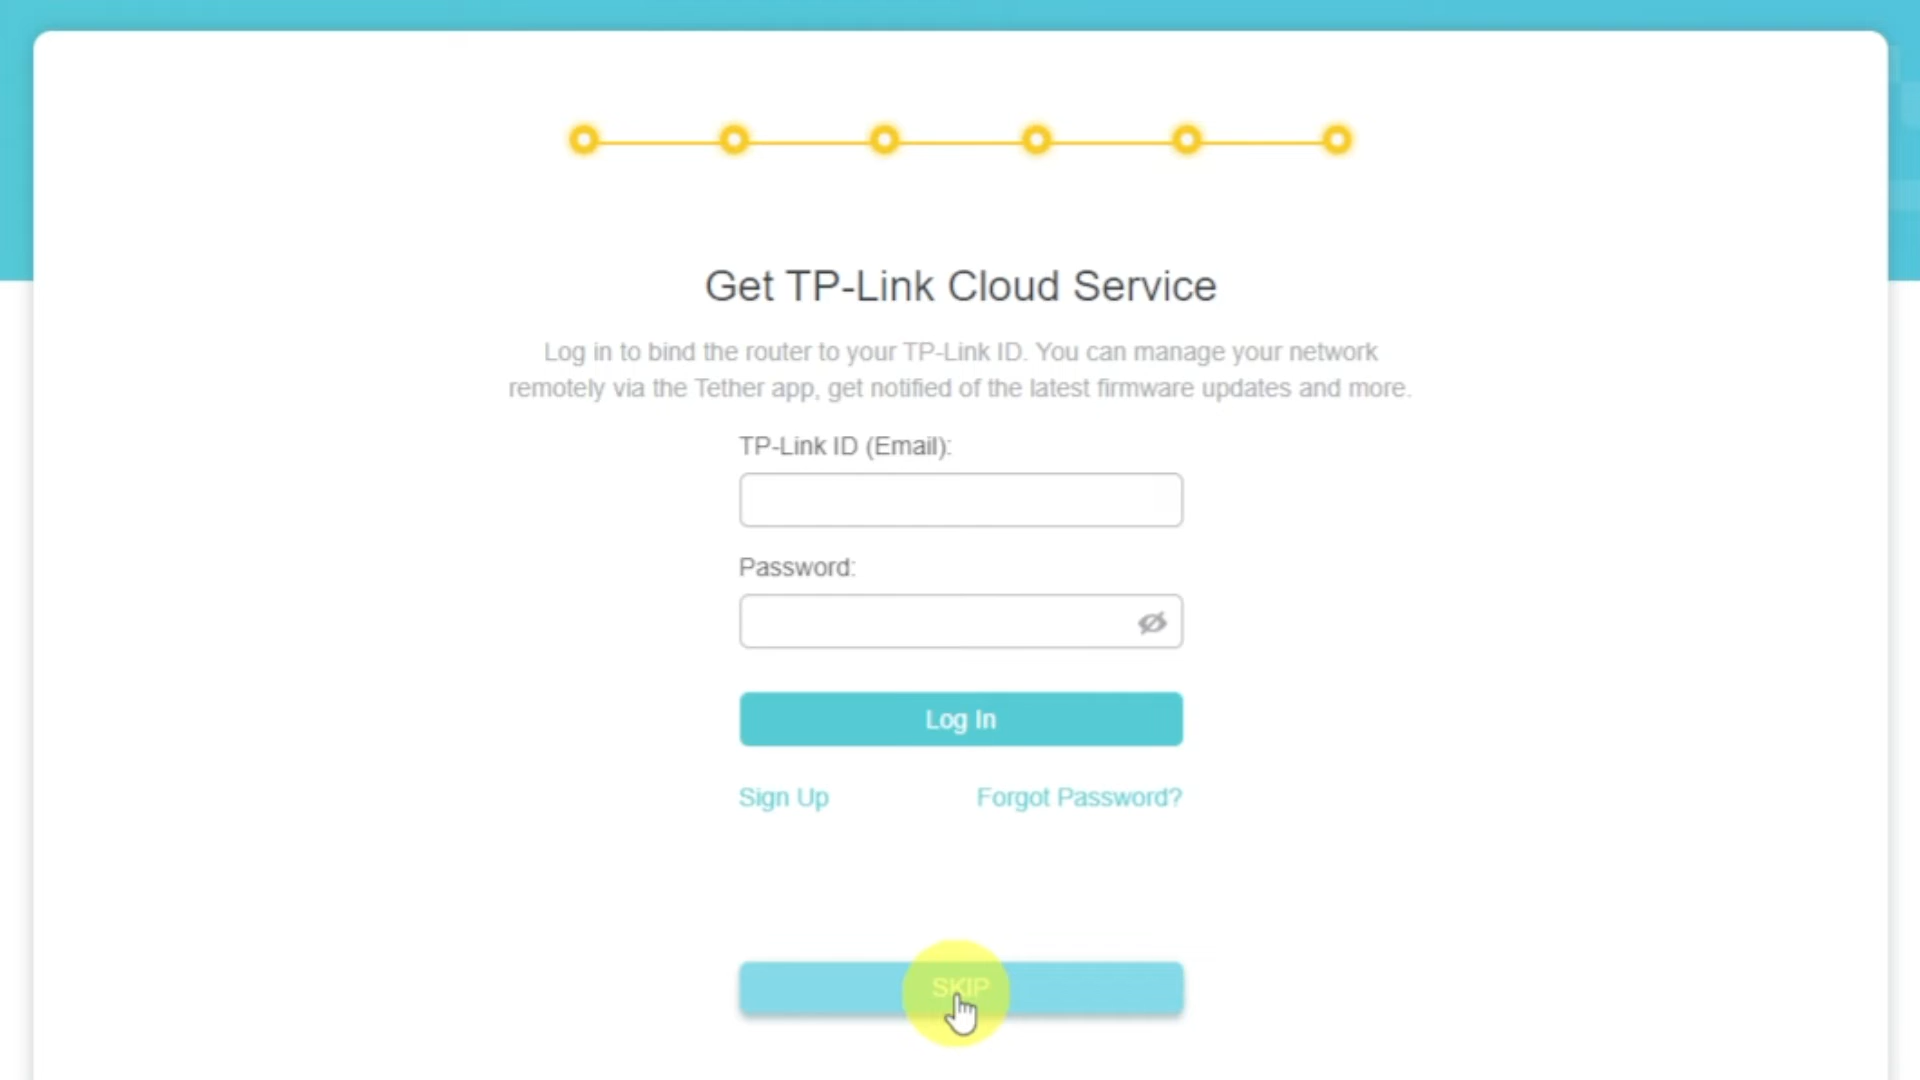 Get TP-Link Cloud Service
Log in to bind the router to your TP-Link ID. You can manage your network
remotely via the Tether app, get notified of the latest firmware updates and more.
TP-Link ID (Email):
Password:
Log In
Sign Up
Forgot Password?
SKIP